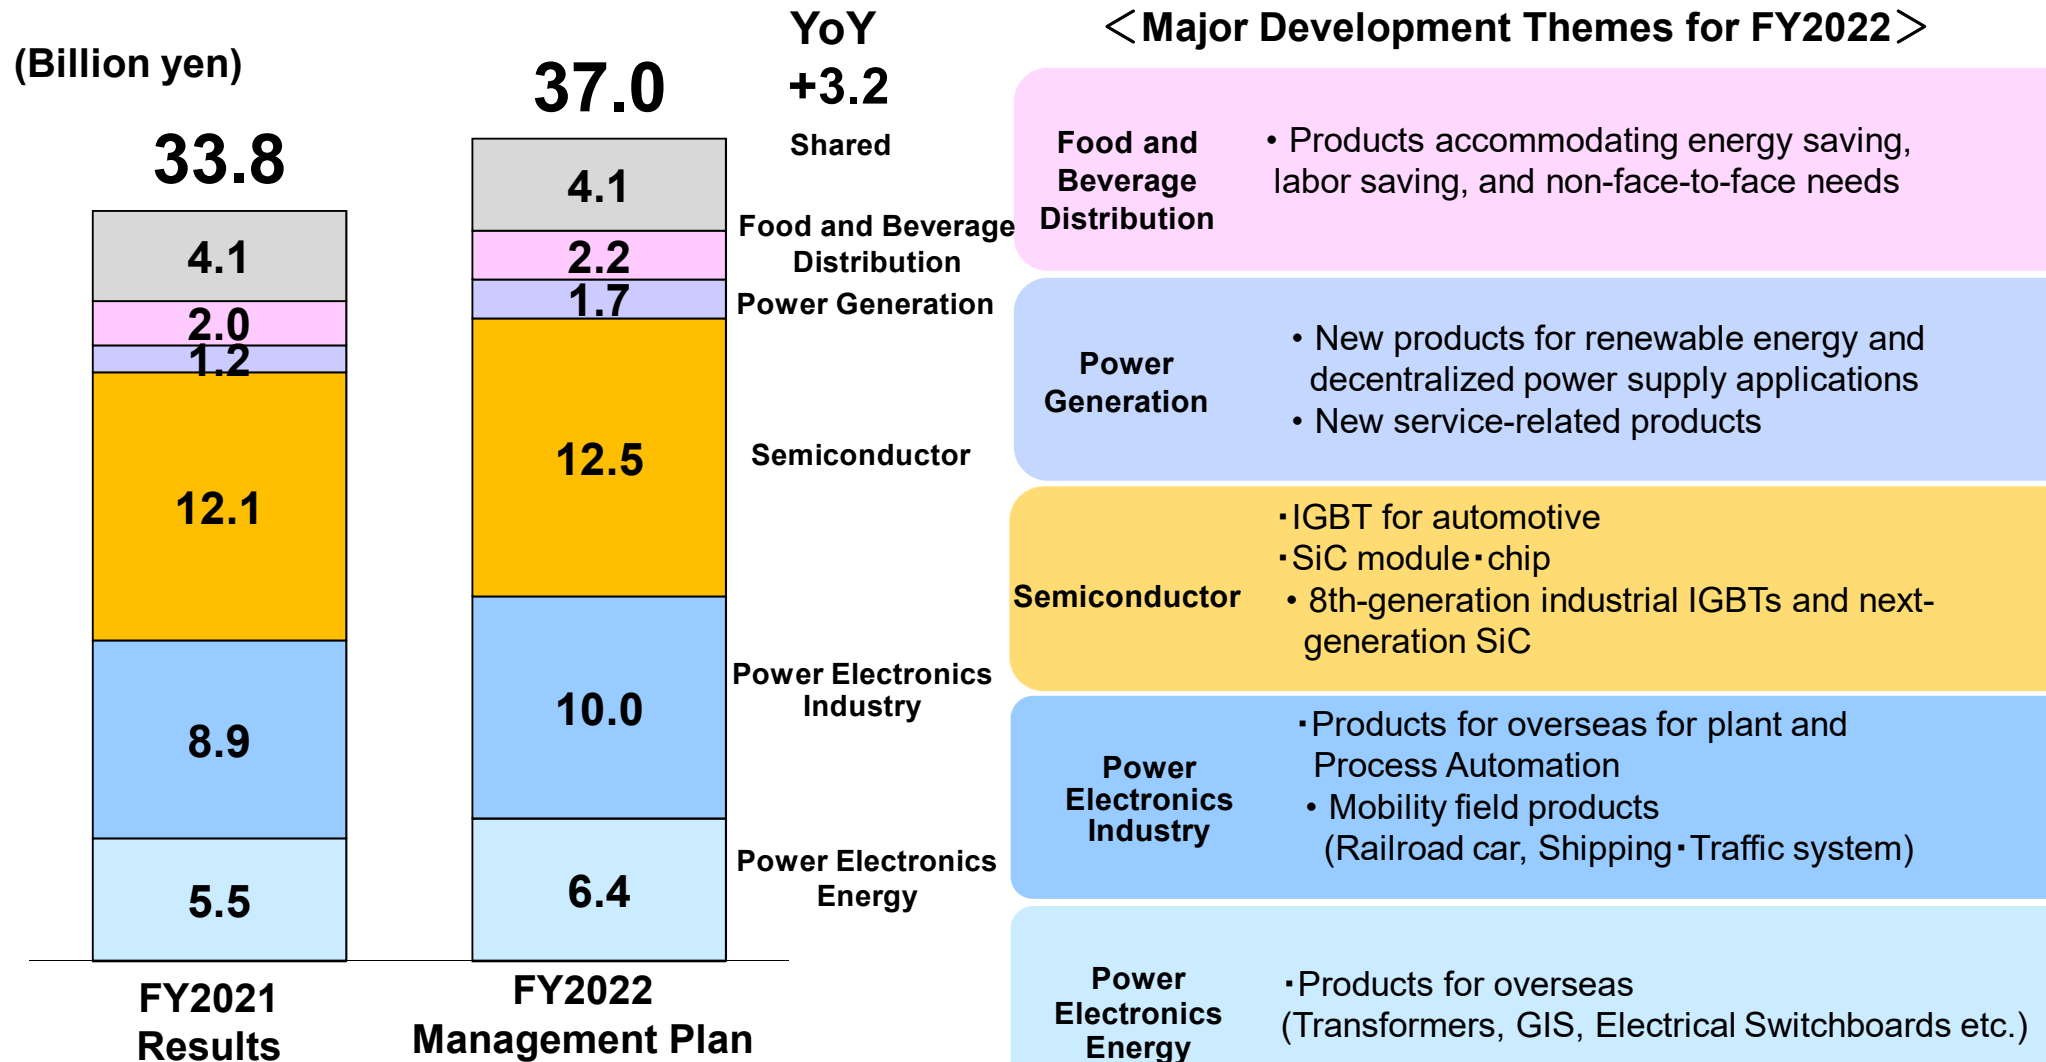 (Billion yen)
33.8
4.1
2.0
1.2
12.1
8.9
5.5
FY2021
Results
37.0
4.1
2.2
1.7
12.5
10.0
6.4
FY2022
Management Plan
YoY
+3.2
Shared
Food and Beverage
Distribution
Power Generation
Semiconductor
Power Electronics
Industry
Power Electronics
Energy
＜Major Development Themes for FY2022＞
Food and
Beverage
Distribution
• Products accommodating energy saving,
labor saving, and non-face-to-face needs
Power
Generation
• New products for renewable energy and
decentralized power supply applications
• New service-related products
Semiconductor
･IGBT for automotive
･SiC module･chip
• 8th-generation industrial IGBTs and next-
generation SiC
Power
Electronics
Industry
･Products for overseas for plant and
Process Automation
• Mobility field products
(Railroad car, Shipping･Traffic system)
Power
Electronics
Energy
･Products for overseas
(Transformers, GIS, Electrical Switchboards etc.)